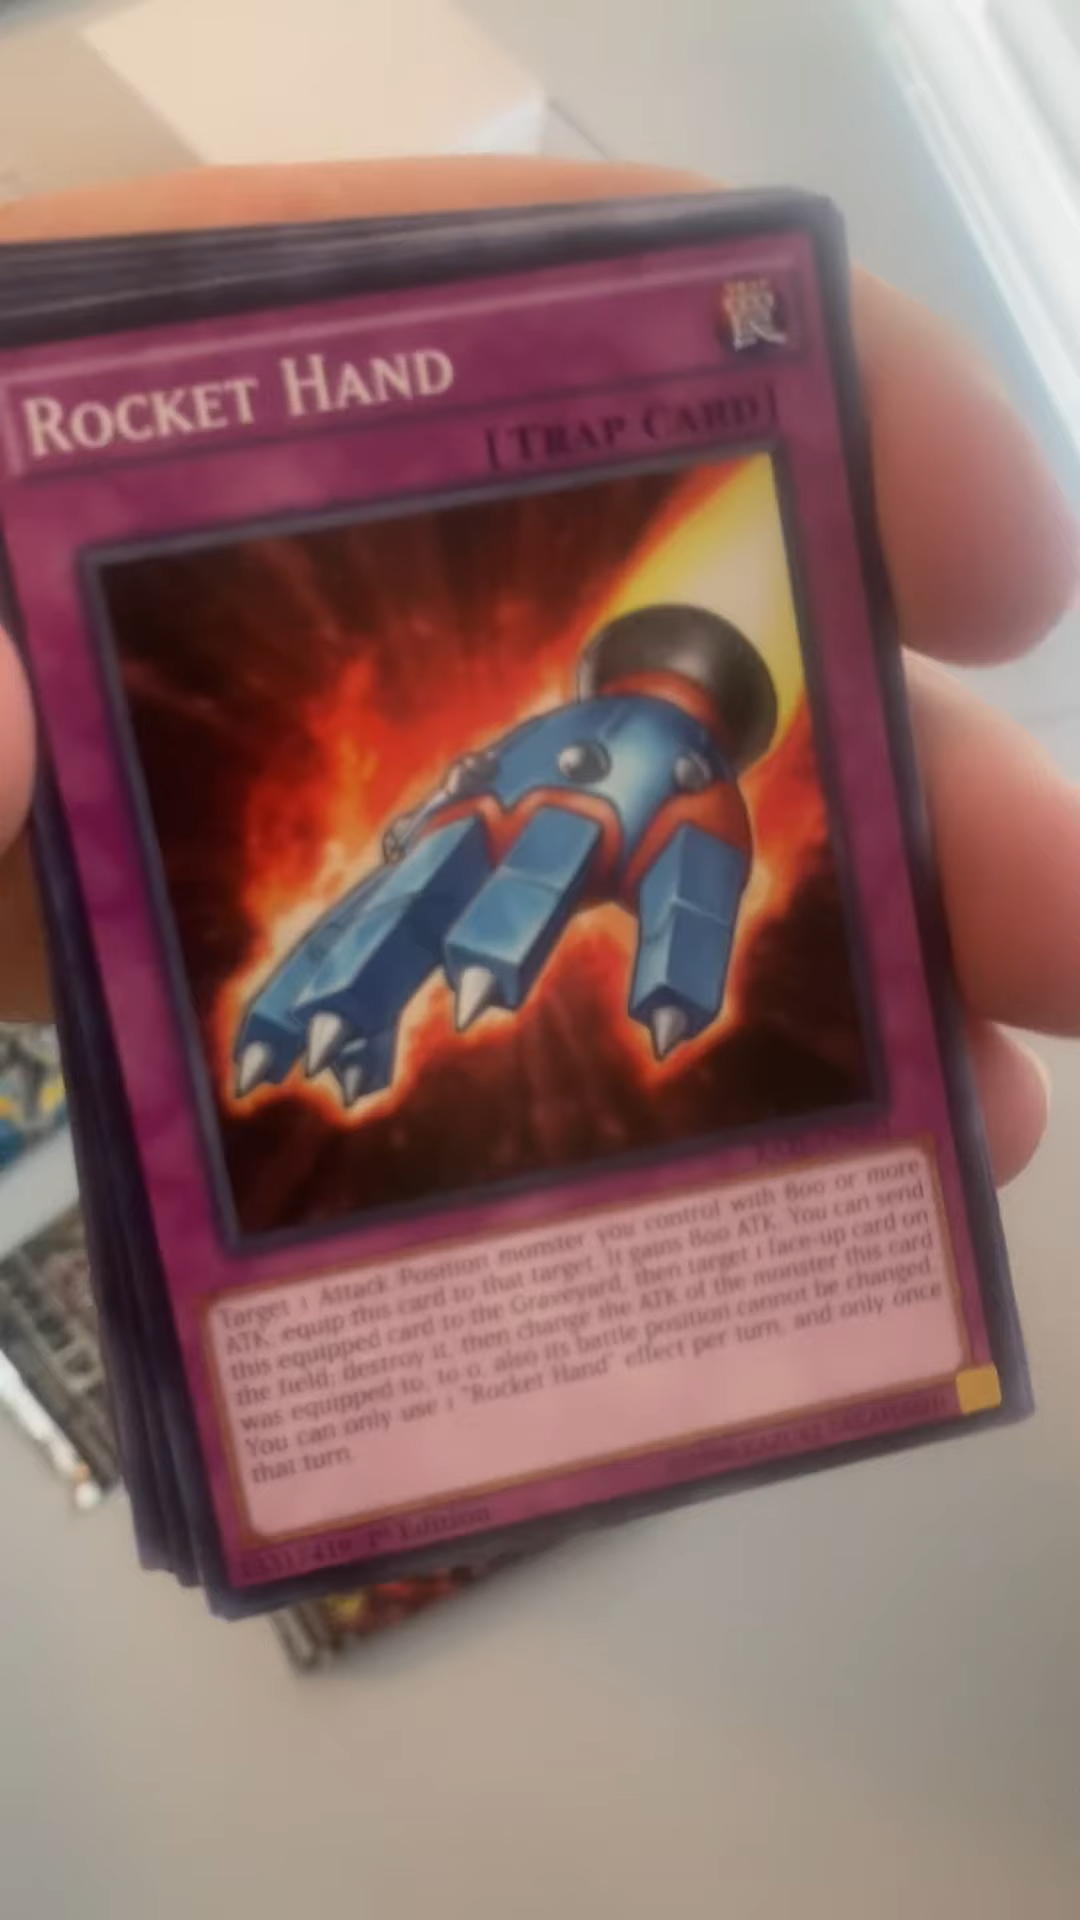 ROCKET HAND
[TRAP CARD]
Target 1 Attack Position monster you control with 800 or more
ATK; equip this card to that target. It gains 800 ATK. You can send
this equipped card to the Graveyard, then target 1 face-up card on
the field; destroy it, then change the ATK of the monster this card
was equipped to, to 0, also its battle position cannot be changed.
You can only use 1 "Rocket Hand" effect per turn, and only once
that turn.
1st Edition